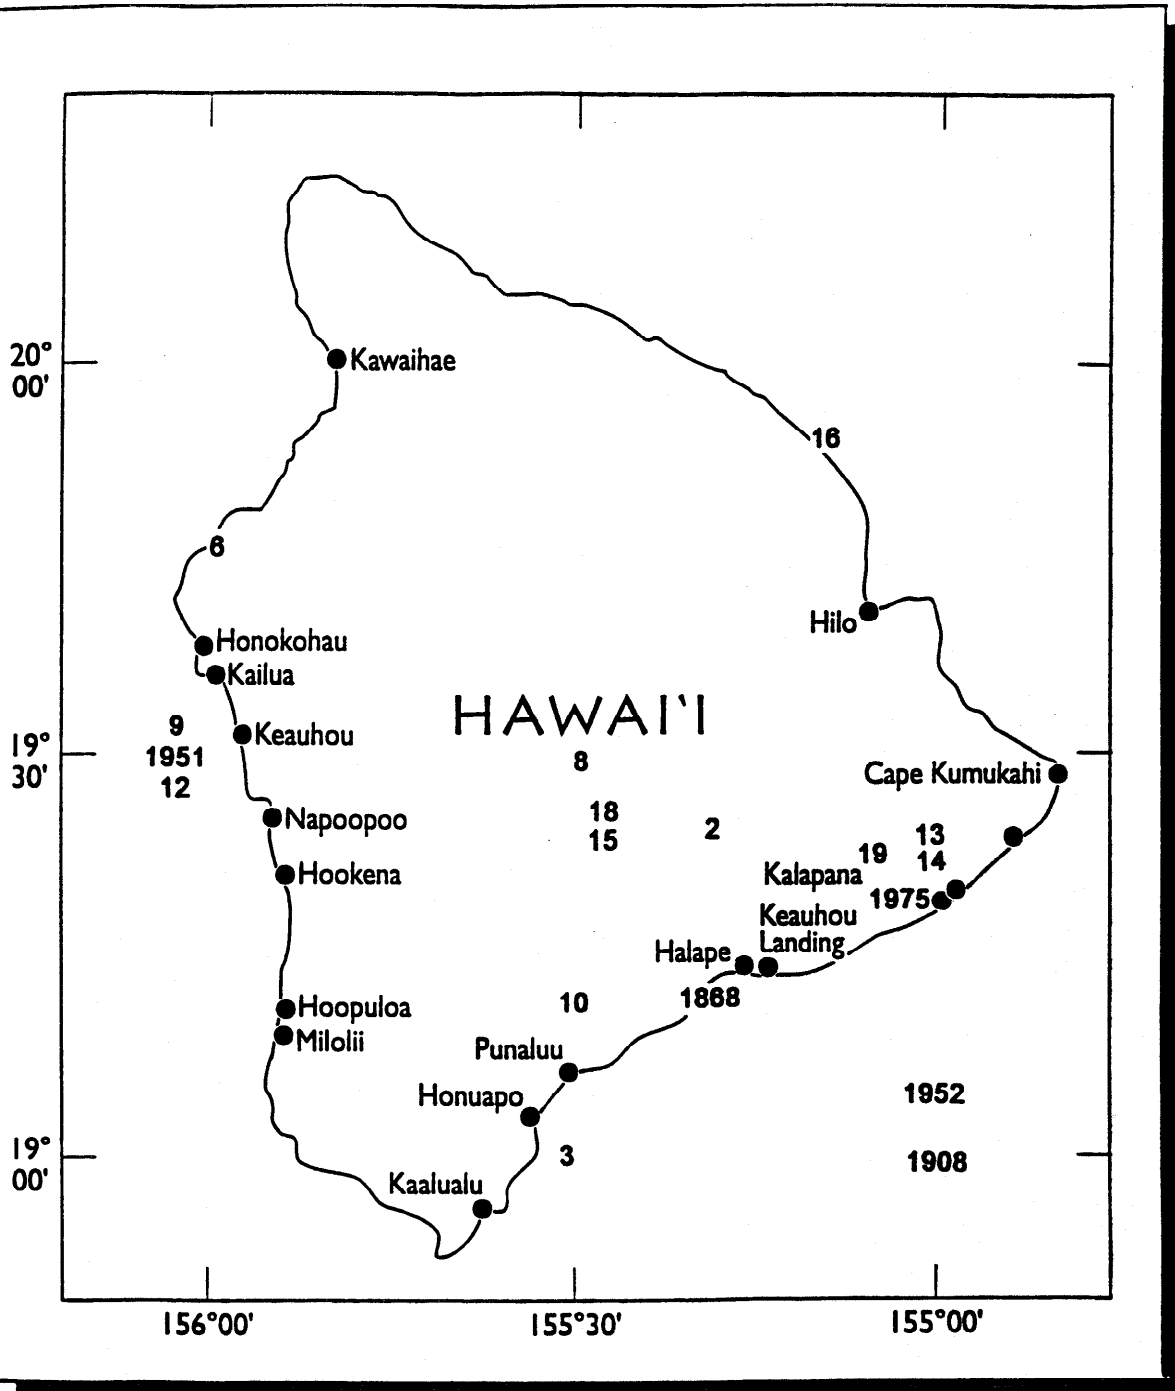 20°
00'
Kawaihae
16
6
Hilo
Honokohau
Kailua
HAWAI‘I
9
1951
12
Keauhou
19°
30'
8
Cape Kumukahi
Napoopoo
18
15
2
13
14
19
Hookena
Kalapana
1975
Keauhou
Landing
Halape
1868
10
Hoopuloa
Milolii
Punaluu
Honuapo
1952
3
1908
19°
00'
Kaalualu
156°00'
155°30'
155°00'